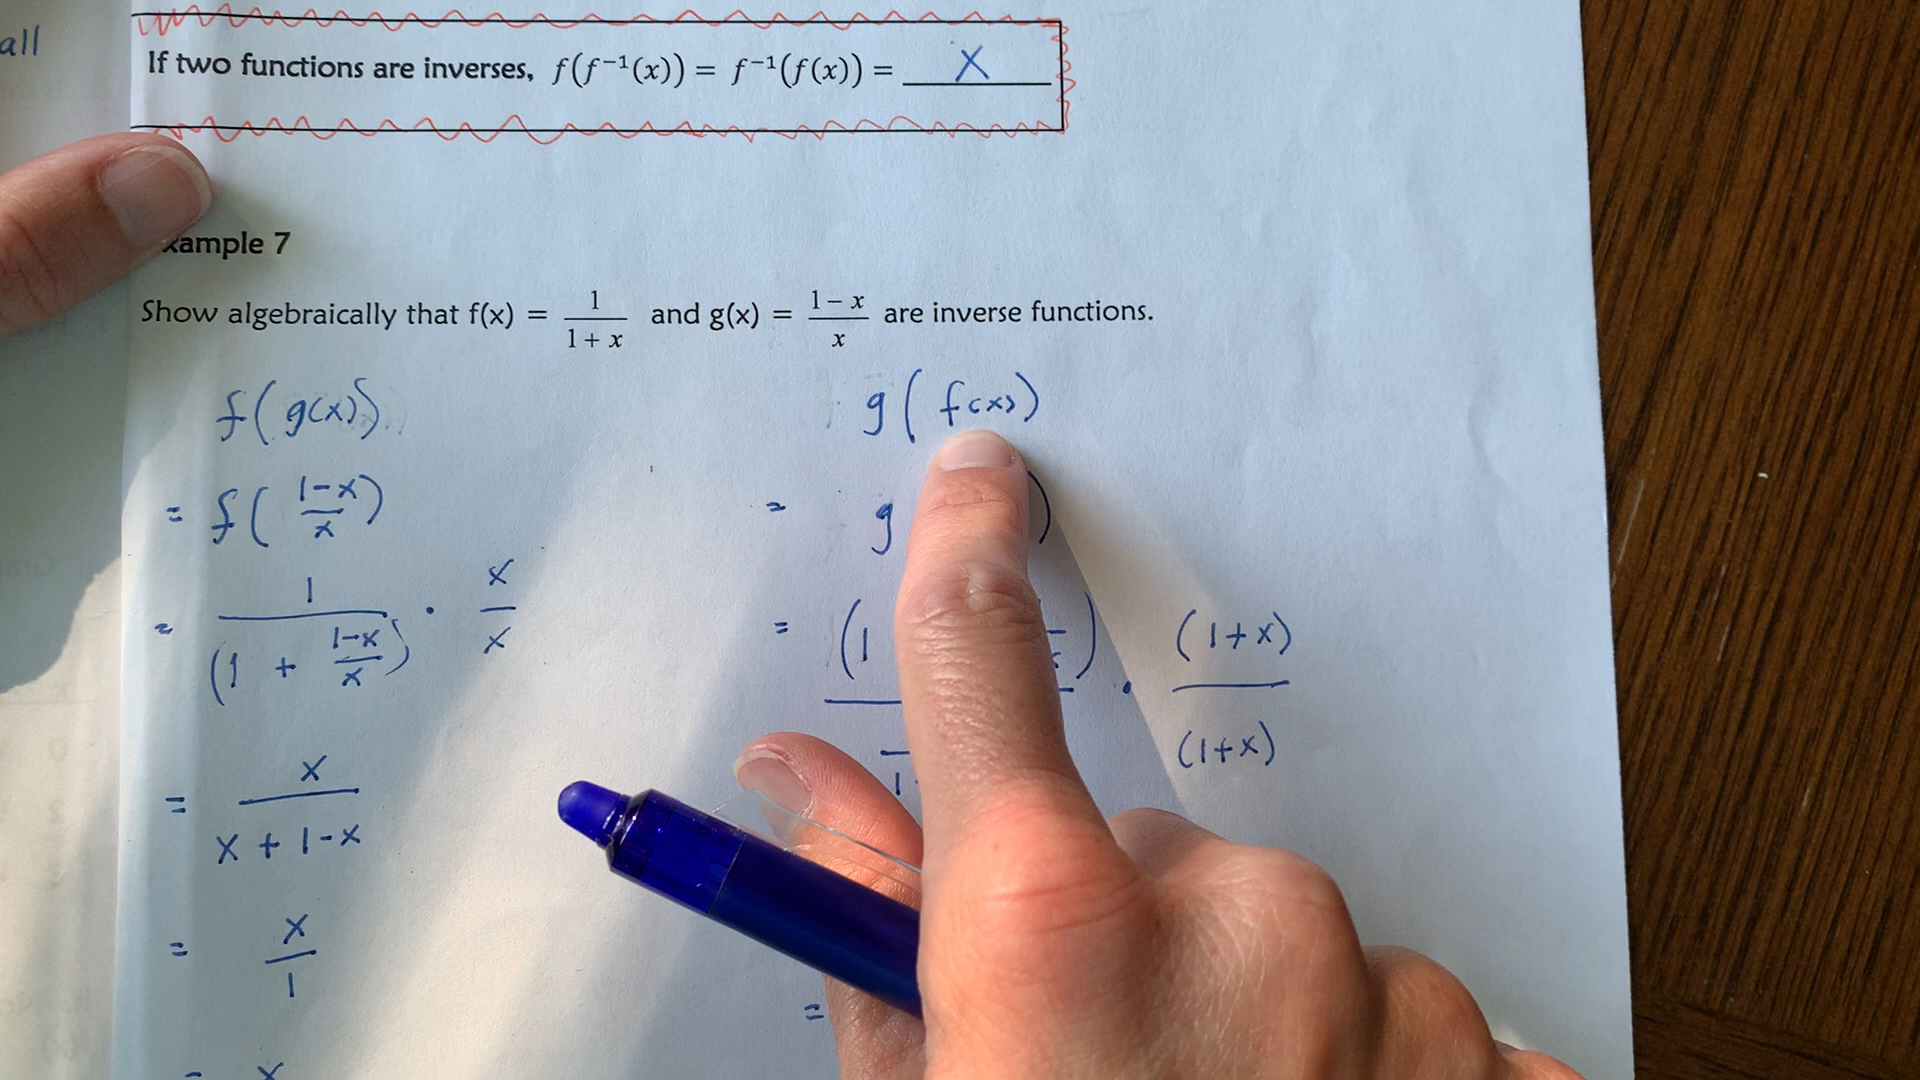 all
If two functions are inverses, f(f⁻¹(x)) = f⁻¹(f(x)) = X
xample 7
Show algebraically that f(x) = 1/(1 + x) and g(x) = (1 − x)/x are inverse functions.
f(g(x))
= f((1-x)/x)
= 1/(1 + (1-x)/x) · x/x
= x/(x + 1-x)
= x/1
= x
g(f(x))
= g )
= (1 ) · (1+x)/(1+x)
1
=